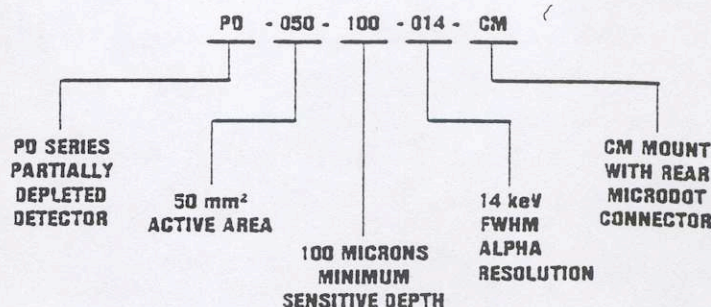 PD - 050 - 100 - 014 - CM
PD SERIES
PARTIALLY
DEPLETED
DETECTOR
50 mm²
ACTIVE AREA
100 MICRONS
MINIMUM
SENSITIVE DEPTH
14 keV
FWHM
ALPHA
RESOLUTION
CM MOUNT
WITH REAR
MICRODOT
CONNECTOR